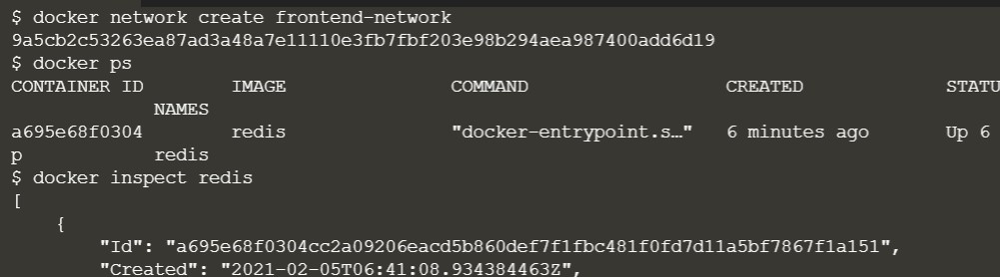 $ docker network create frontend-network
9a5cb2c53263ea87ad3a48a7e11110e3fb7fbf203e98b294aea987400add6d19
$ docker ps
CONTAINER ID        IMAGE               COMMAND                  CREATED             STATU
             NAMES
a695e68f0304        redis               "docker-entrypoint.s…"   6 minutes ago       Up 6
p            redis
$ docker inspect redis
[
    {
        "Id": "a695e68f0304cc2a09206eacd5b860def7f1fbc481f0fd7d11a5bf7867f1a151",
        "Created": "2021-02-05T06:41:08.934384463Z",